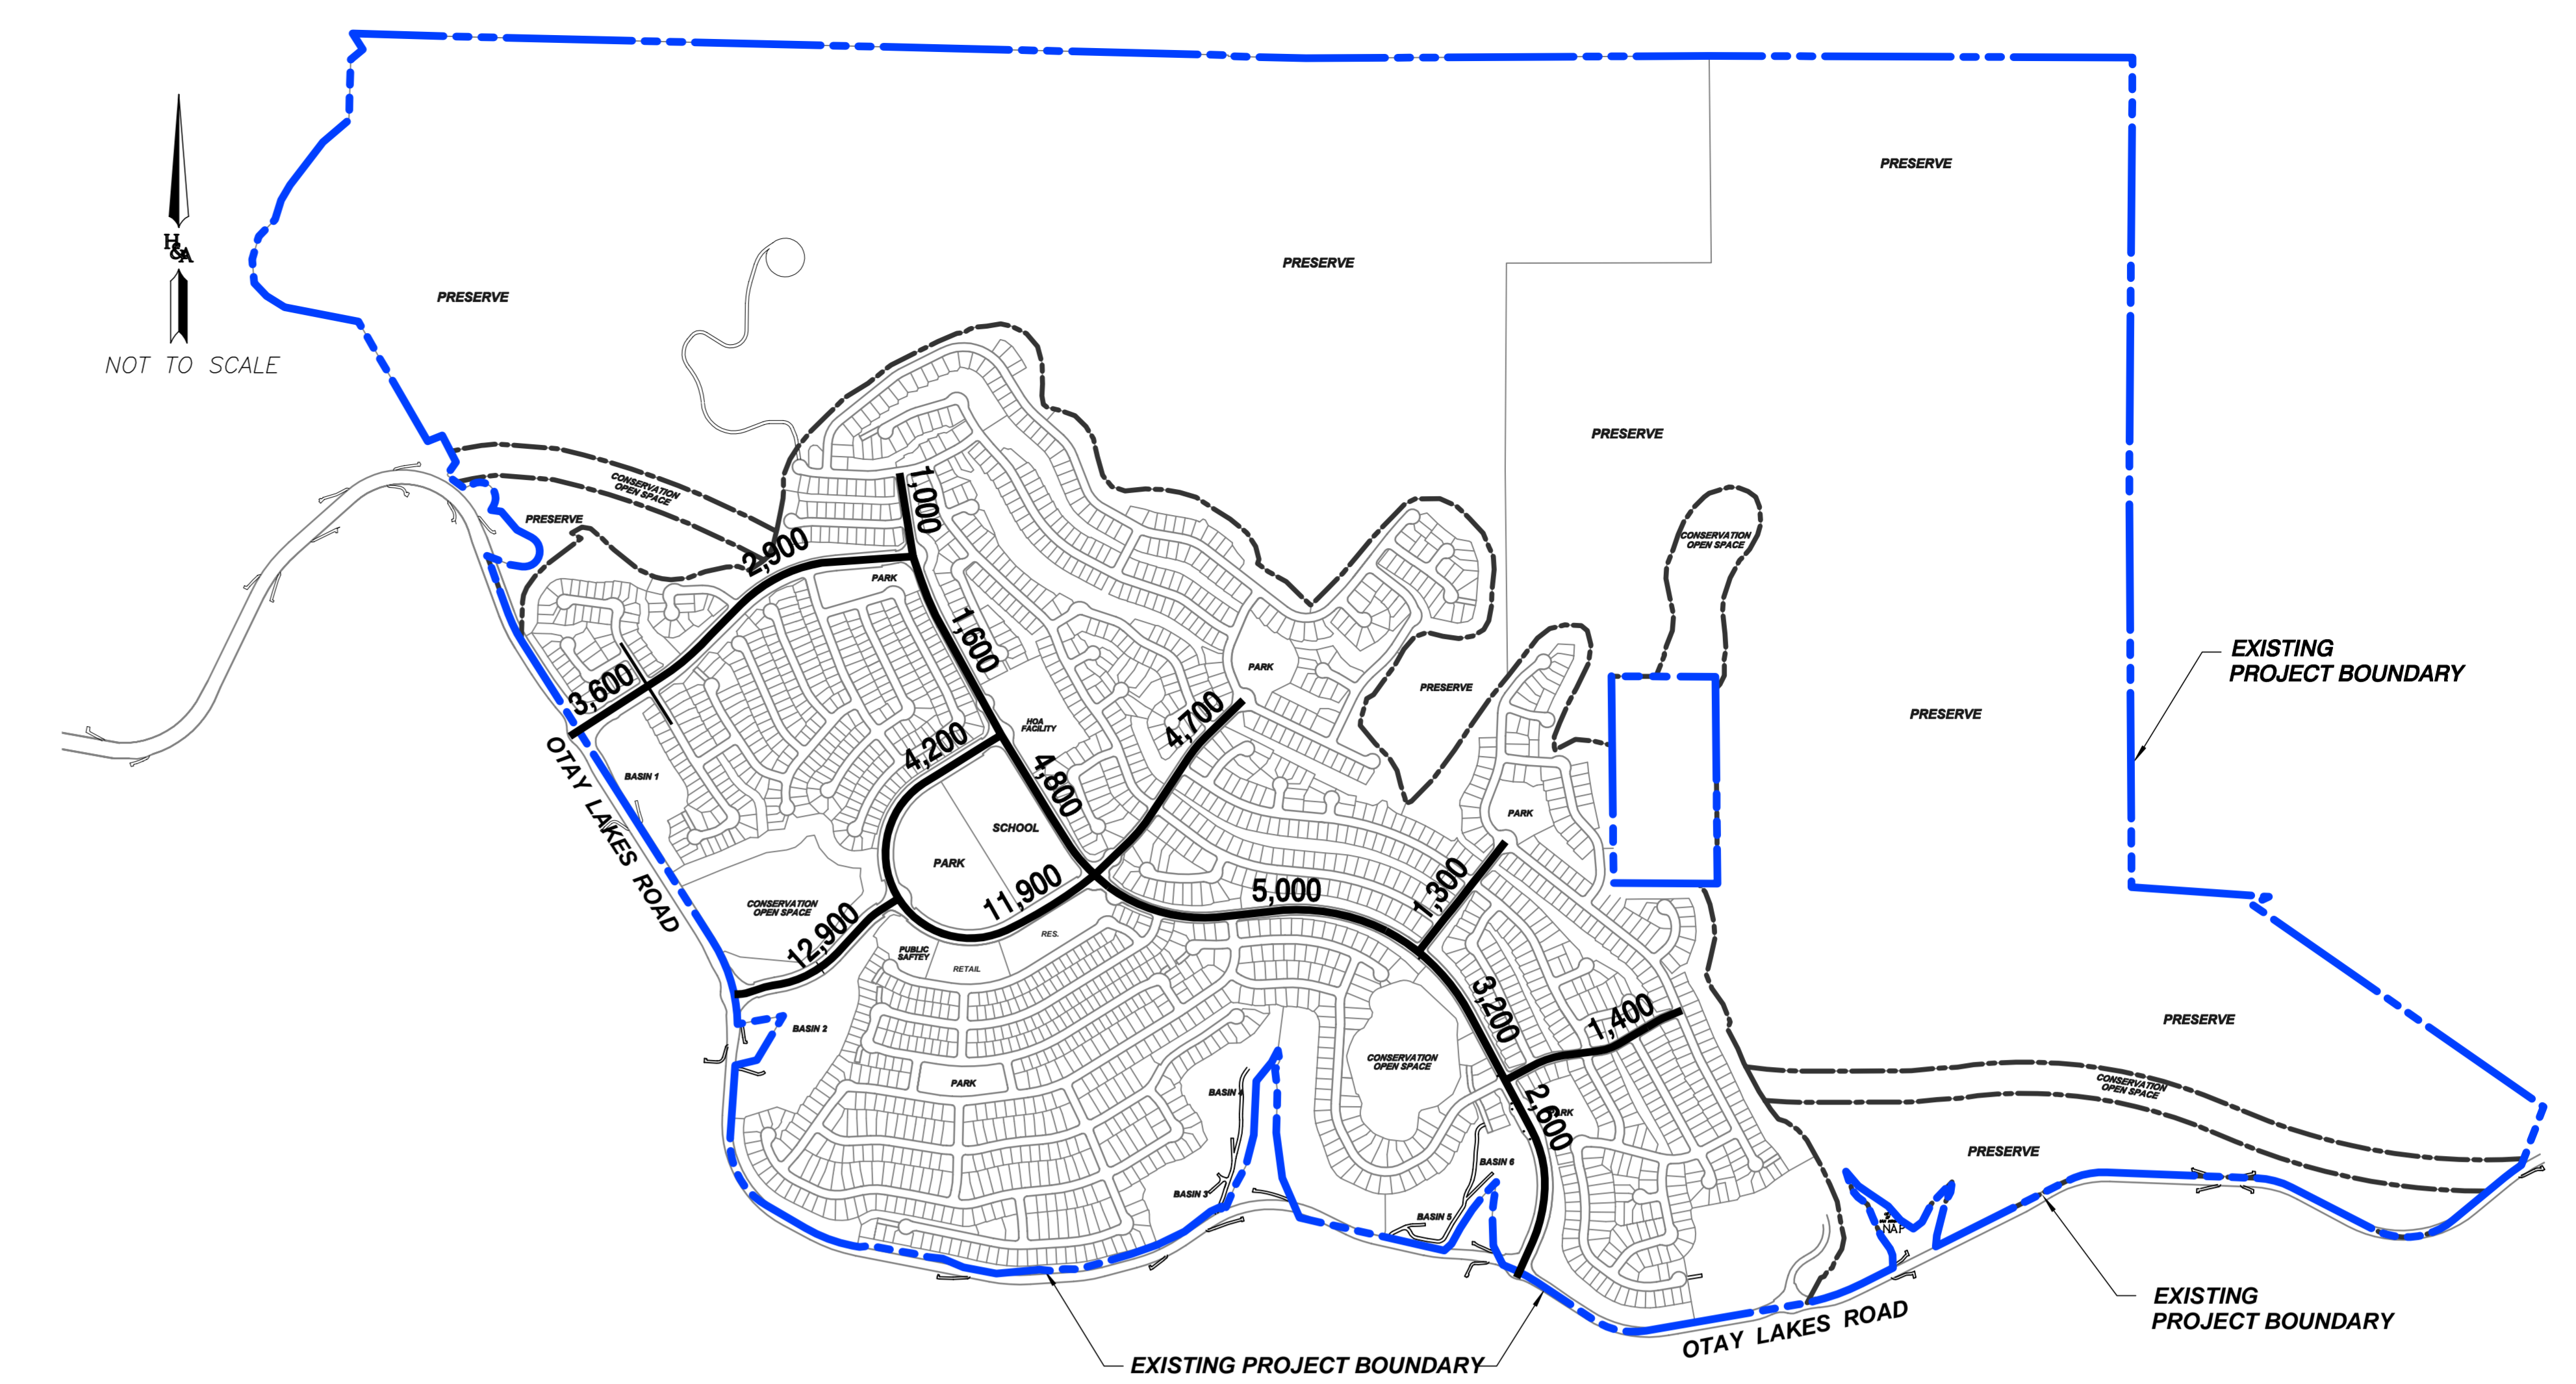 PRESERVE
PRESERVE
PRESERVE
H&A
NOT TO SCALE
PRESERVE
CONSERVATION
OPEN SPACE
PRESERVE
1,000
2,900
PARK
CONSERVATION
OPEN SPACE
1,600
3,600
PARK
PRESERVE
EXISTING
PROJECT BOUNDARY
PRESERVE
HOA
FACILITY
4,700
4,200
4,800
OTAY LAKES ROAD
BASIN 1
SCHOOL
PARK
PARK
11,900
5,000
1,300
CONSERVATION
OPEN SPACE
12,900
RES.
PUBLIC
SAFTEY
RETAIL
3,200
1,400
BASIN 2
PRESERVE
CONSERVATION
OPEN SPACE
PARK
BASIN 4
2,600
PARK
CONSERVATION
OPEN SPACE
PRESERVE
BASIN 6
BASIN 3
BASIN 5
NAP
EXISTING
PROJECT BOUNDARY
OTAY LAKES ROAD
EXISTING PROJECT BOUNDARY